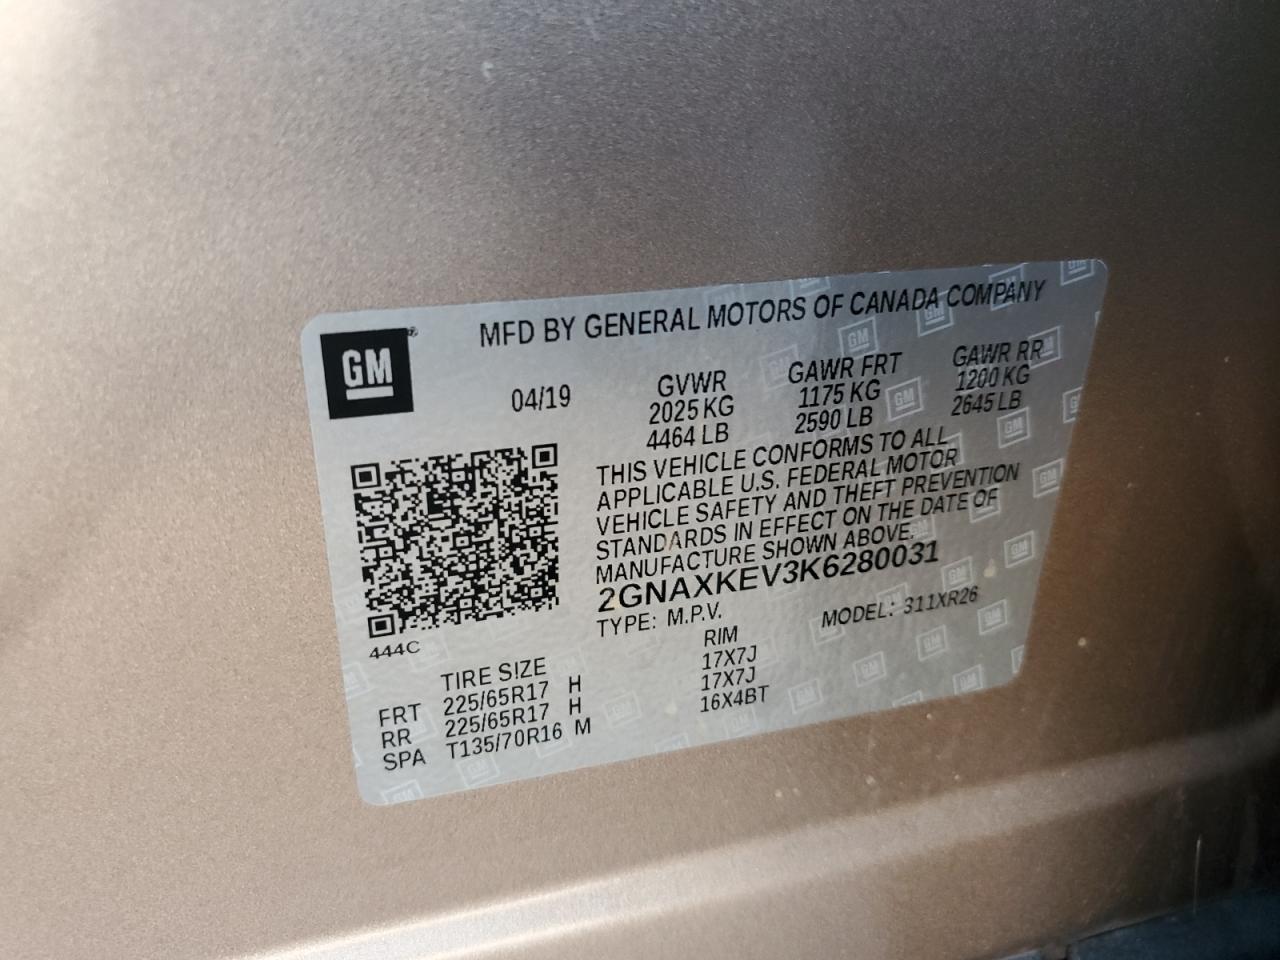 GM
MFD BY GENERAL MOTORS OF CANADA COMPANY
04/19
GVWR GAWR FRT GAWR RR
2025 KG 1175 KG 1200 KG
4464 LB 2590 LB 2645 LB
THIS VEHICLE CONFORMS TO ALL
APPLICABLE U.S. FEDERAL MOTOR
VEHICLE SAFETY AND THEFT PREVENTION
STANDARDS IN EFFECT ON THE DATE OF
MANUFACTURE SHOWN ABOVE.
2GNAXKEV3K6280031
TYPE: M.P.V. MODEL: 311XR26
444C
TIRE SIZE RIM
FRT 225/65R17 H 17X7J
RR 225/65R17 H 17X7J
SPA T135/70R16 M 16X4BT